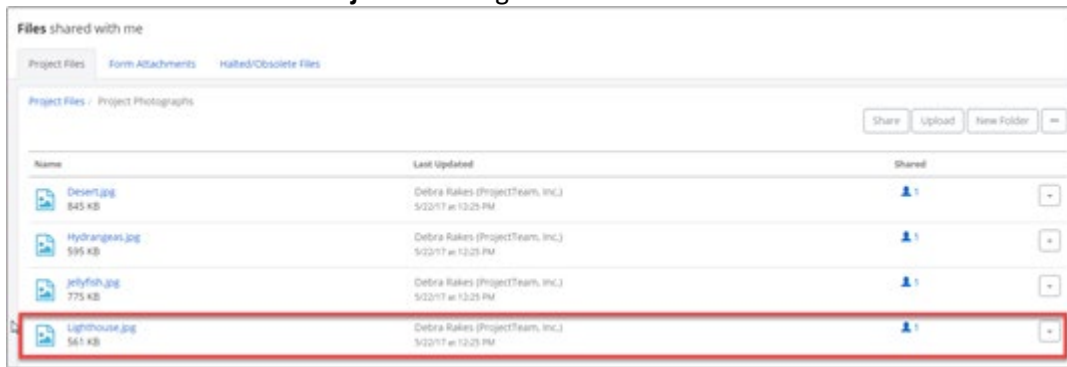 Files shared with me
Project Files Form Attachments Halted/Obsolete Files
Project Files / Project Photographs
Share Upload New Folder
Name Last Updated Shared
Desert.jpg Debra Rakes (ProjectTeam, Inc.) 1
845 KB 5/22/17 at 12:25 PM
Hydrangeas.jpg Debra Rakes (ProjectTeam, Inc.) 1
595 KB 5/22/17 at 12:25 PM
Jellyfish.jpg Debra Rakes (ProjectTeam, Inc.) 1
775 KB 5/22/17 at 12:25 PM
Lighthouse.jpg Debra Rakes (ProjectTeam, Inc.) 1
561 KB 5/22/17 at 12:25 PM